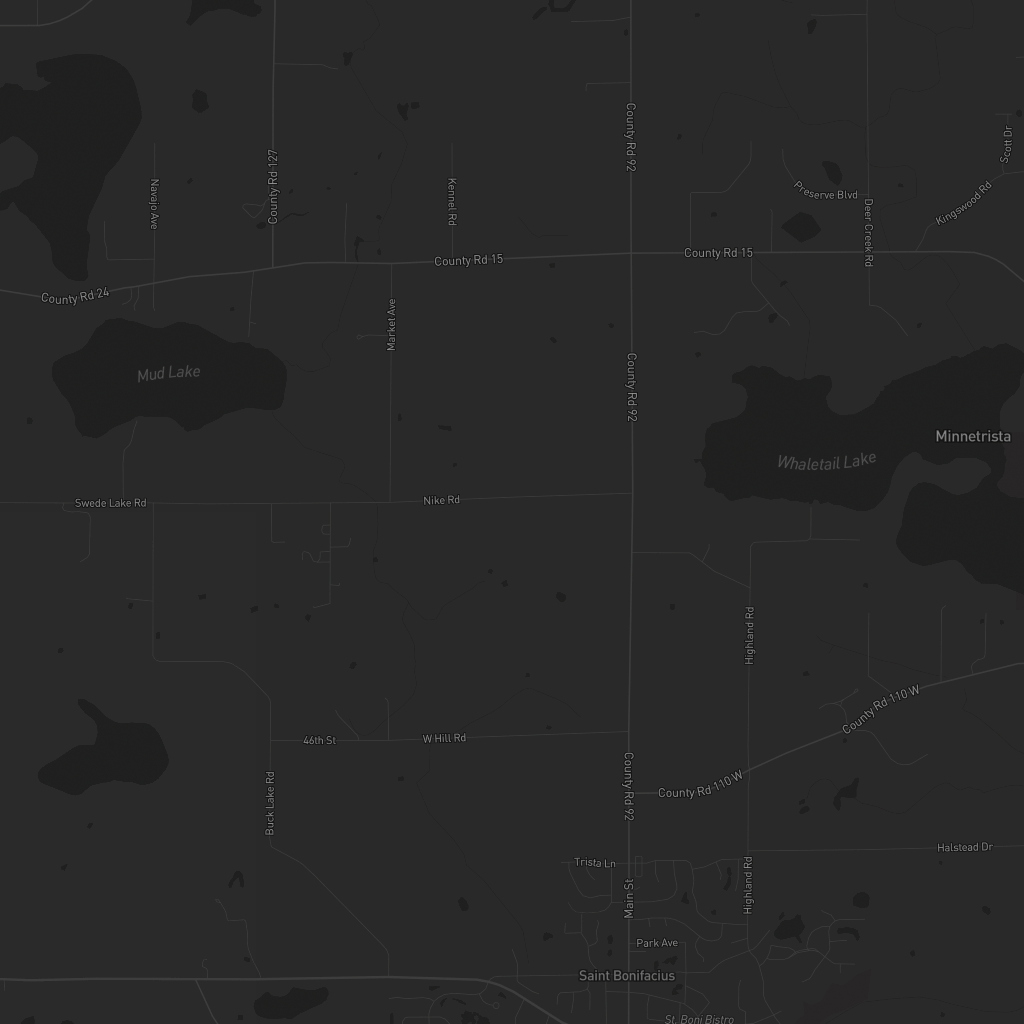 County Rd 92
Scott Dr
County Rd 127
Navajo Ave
Kennel Rd
Preserve Blvd
Kingswood Rd
Deer Creek Rd
County Rd 15
County Rd 15
County Rd 24
Market Ave
Mud Lake
County Rd 92
Minnetrista
Whaletail Lake
Swede Lake Rd
Nike Rd
Highland Rd
County Rd 110 W
46th St
W Hill Rd
County Rd 92
County Rd 110 W
Buck Lake Rd
Halstead Dr
Trista Ln
Main St
Highland Rd
Park Ave
Saint Bonifacius
St. Boni Bistro